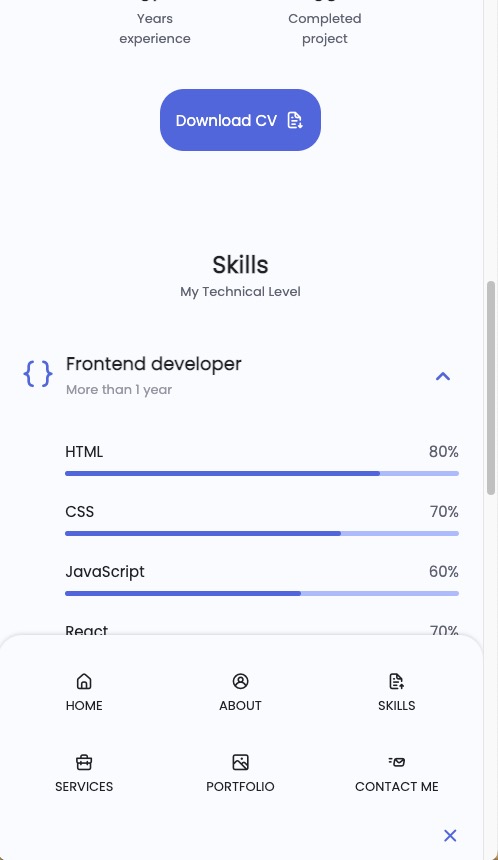 Years
experience
Completed
project
Download CV
Skills
My Technical Level
Frontend developer
More than 1 year
HTML
80%
CSS
70%
JavaScript
60%
React
70%
HOME
ABOUT
SKILLS
SERVICES
PORTFOLIO
CONTACT ME